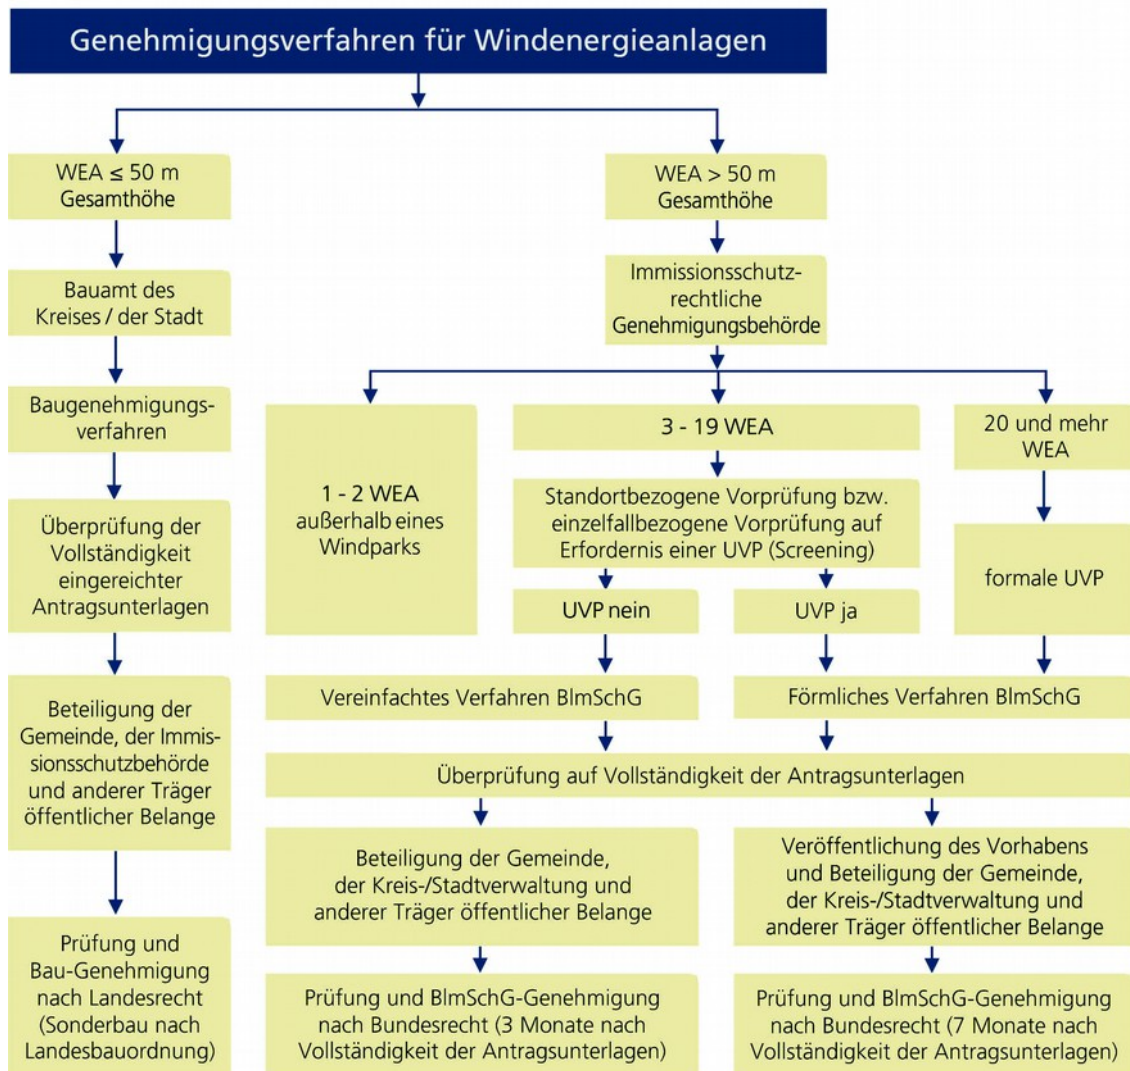 Genehmigungsverfahren für Windenergieanlagen
WEA ≤ 50 m
Gesamthöhe
WEA > 50 m
Gesamthöhe
Bauamt des
Kreises / der Stadt
Immissionsschutz-
rechtliche
Genehmigungsbehörde
Baugenehmigungs-
verfahren
1 - 2 WEA
außerhalb eines
Windparks
3 - 19 WEA
20 und mehr
WEA
Überprüfung der
Vollständigkeit
eingereichter
Antragsunterlagen
Standortbezogene Vorprüfung bzw.
einzelfallbezogene Vorprüfung auf
Erfordernis einer UVP (Screening)
formale UVP
UVP nein
UVP ja
Beteiligung der
Gemeinde, der Immis-
sionsschutzbehörde
und anderer Träger
öffentlicher Belange
Vereinfachtes Verfahren BlmSchG
Förmliches Verfahren BlmSchG
Überprüfung auf Vollständigkeit der Antragsunterlagen
Beteiligung der Gemeinde,
der Kreis-/Stadtverwaltung und
anderer Träger öffentlicher Belange
Veröffentlichung des Vorhabens
und Beteiligung der Gemeinde,
der Kreis-/Stadtverwaltung und
anderer Träger öffentlicher Belange
Prüfung und
Bau-Genehmigung
nach Landesrecht
(Sonderbau nach
Landesbauordnung)
Prüfung und BlmSchG-Genehmigung
nach Bundesrecht (3 Monate nach
Vollständigkeit der Antragsunterlagen)
Prüfung und BlmSchG-Genehmigung
nach Bundesrecht (7 Monate nach
Vollständigkeit der Antragsunterlagen)